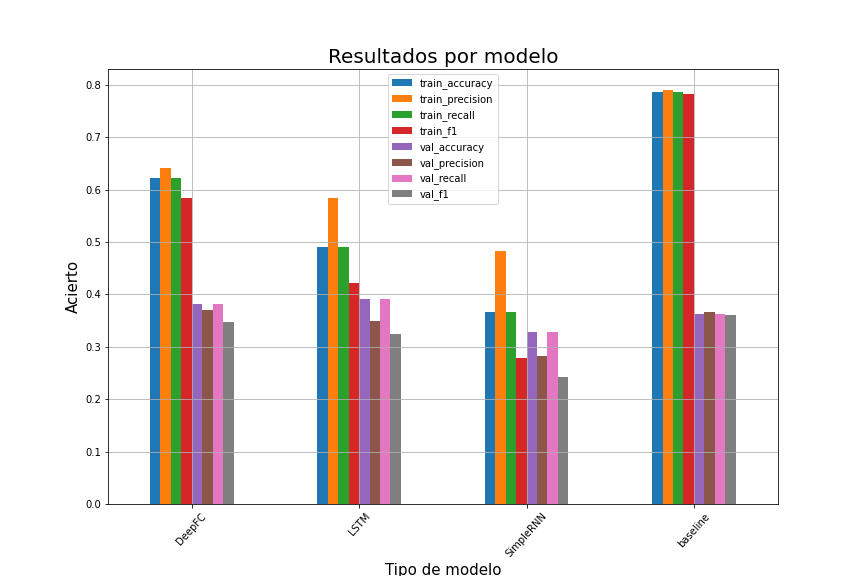 Resultados por modelo
train_accuracy
train_precision
train_recall
train_f1
val_accuracy
val_precision
val_recall
val_f1
Acierto
0.8
0.7
0.6
0.5
0.4
0.3
0.2
0.1
0.0
DeepFC
LSTM
SimpleRNN
baseline
Tipo de modelo